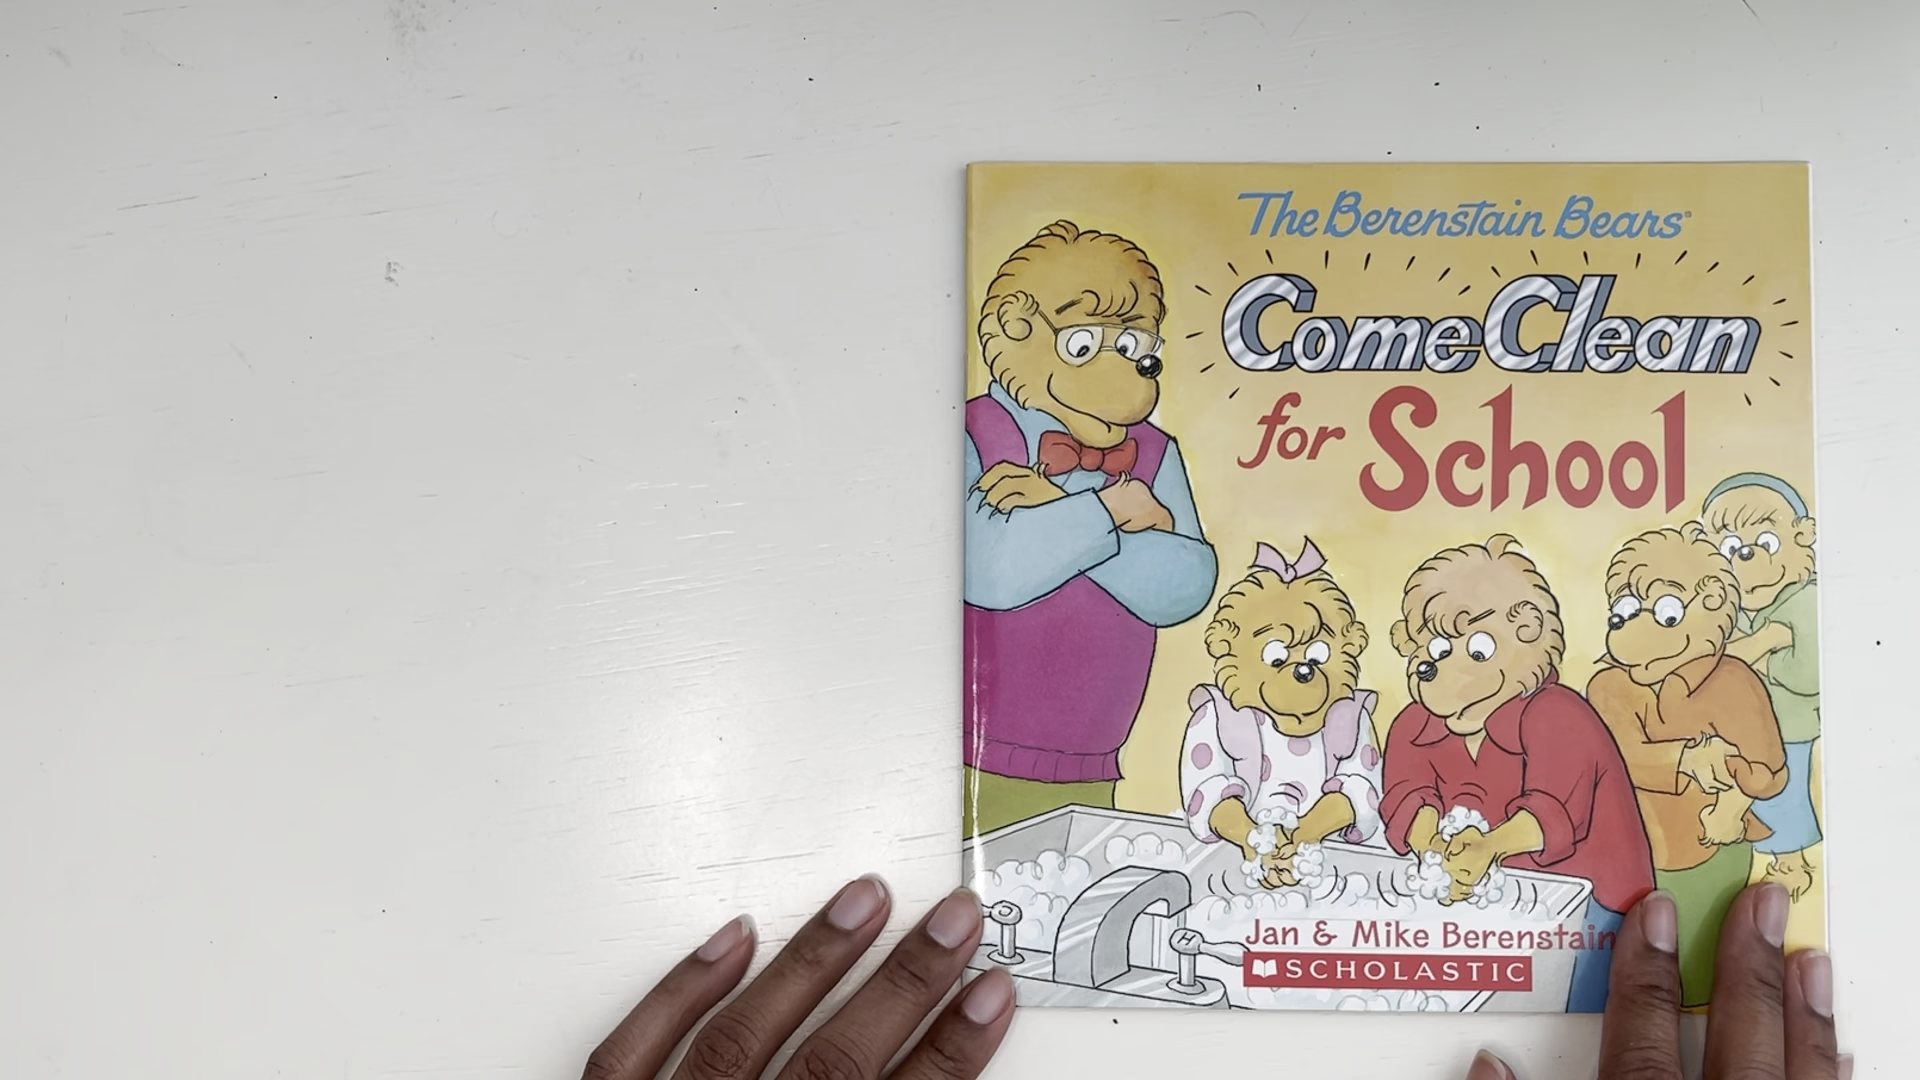 The Berenstain Bears®
Come Clean
for School
Jan & Mike Berenstain
SCHOLASTIC
H